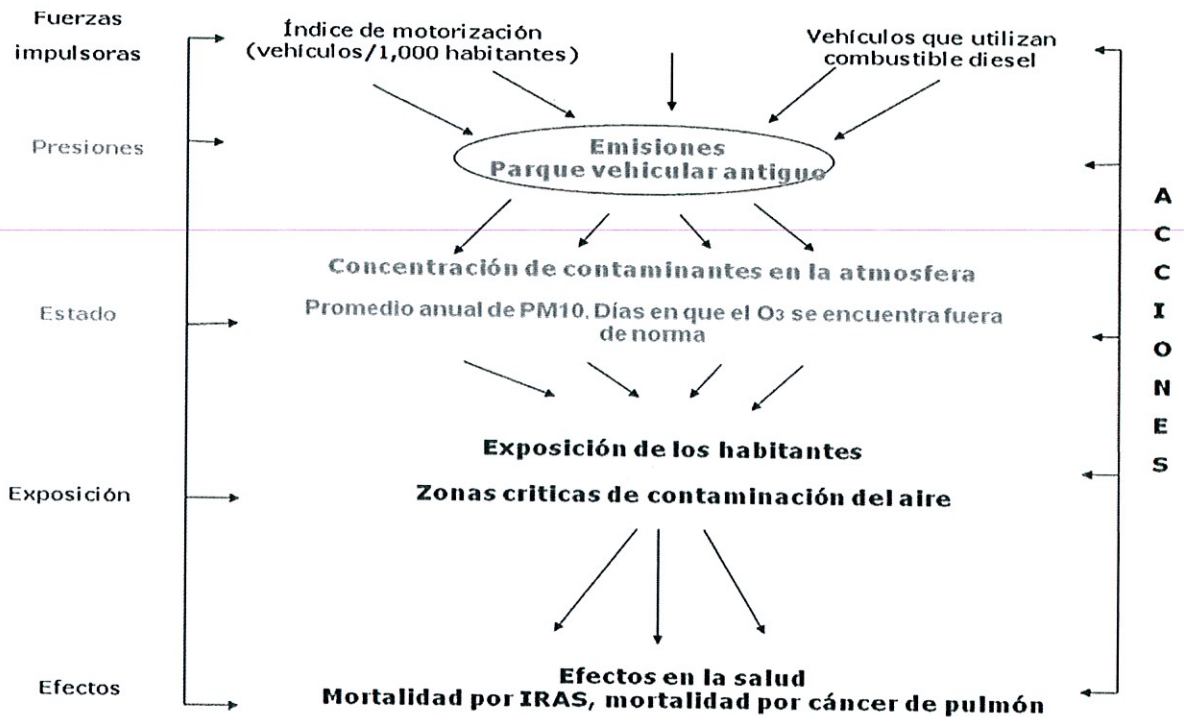 Fuerzas
impulsoras
Índice de motorización
(vehículos/1,000 habitantes)
Vehículos que utilizan
combustible diesel
Presiones
Emisiones
Parque vehicular antiguo
Concentración de contaminantes en la atmosfera
Estado
Promedio anual de PM10. Días en que el O3 se encuentra fuera
de norma
Exposición de los habitantes
Exposición
Zonas criticas de contaminación del aire
Efectos
Efectos en la salud
Mortalidad por IRAS, mortalidad por cáncer de pulmón
A
C
C
I
O
N
E
S